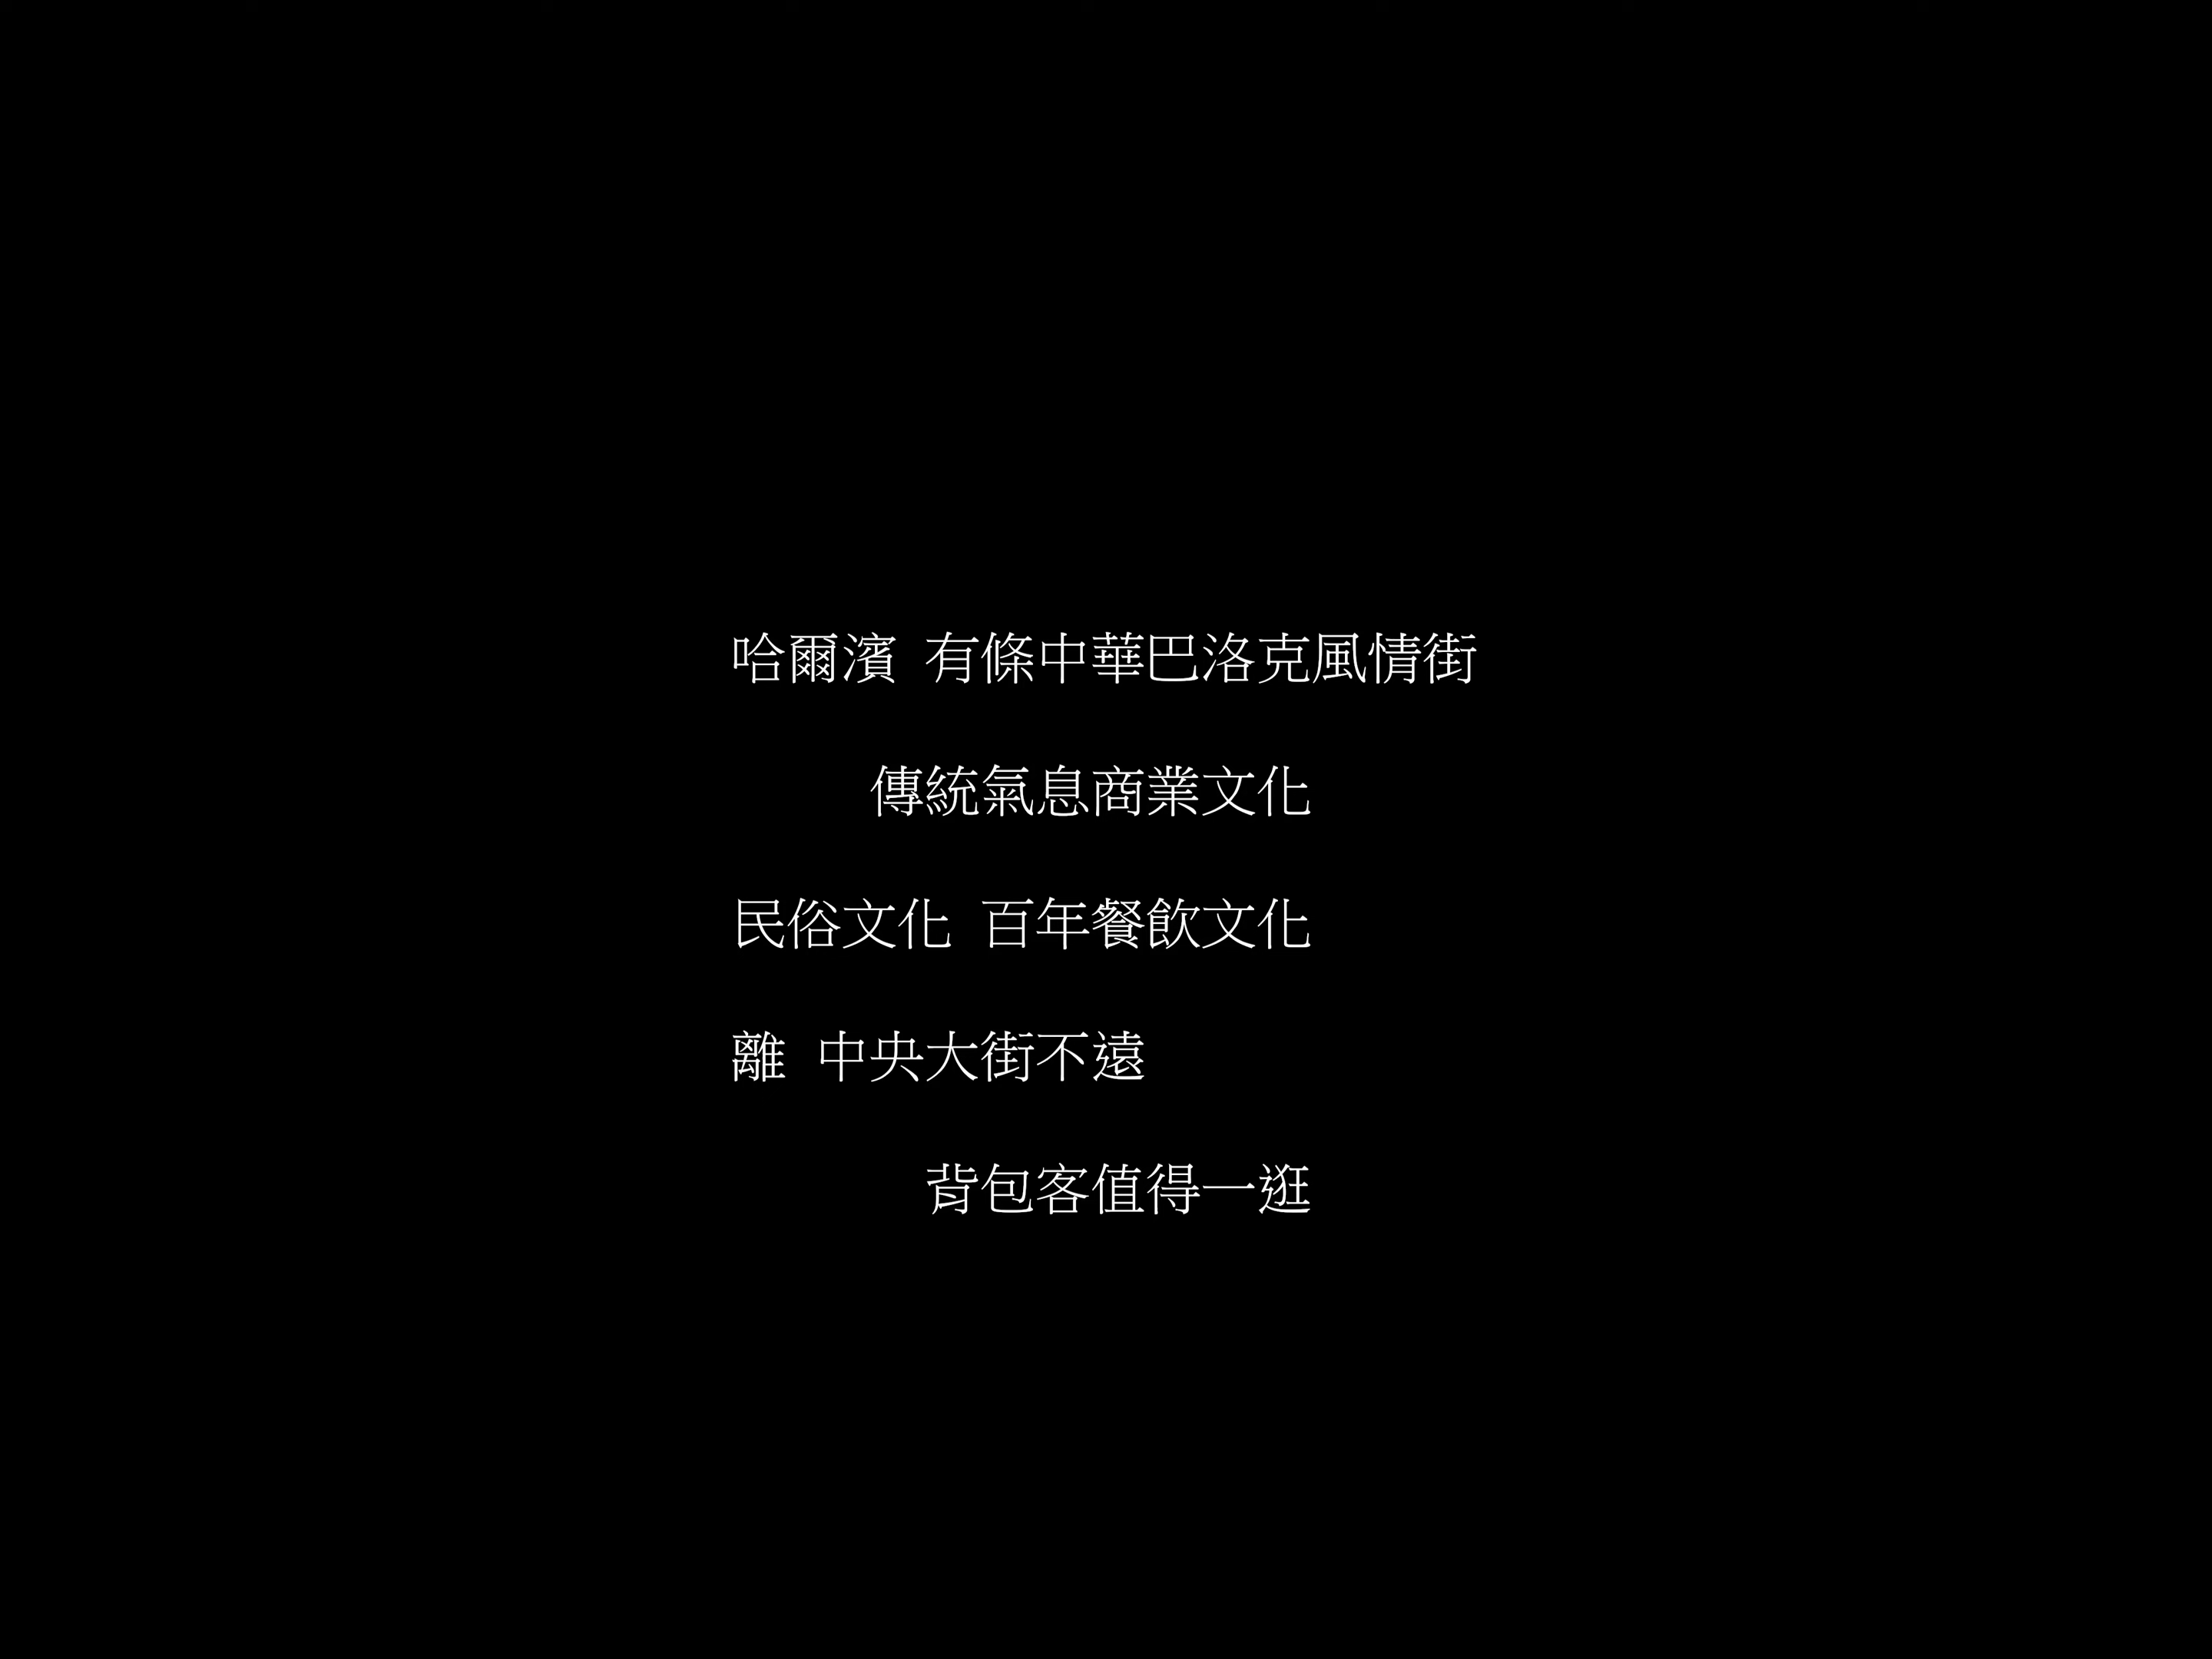 哈爾濱 有條中華巴洛克風情街
傳統氣息商業文化
民俗文化 百年餐飲文化
離 中央大街不遠
背包客值得一逛